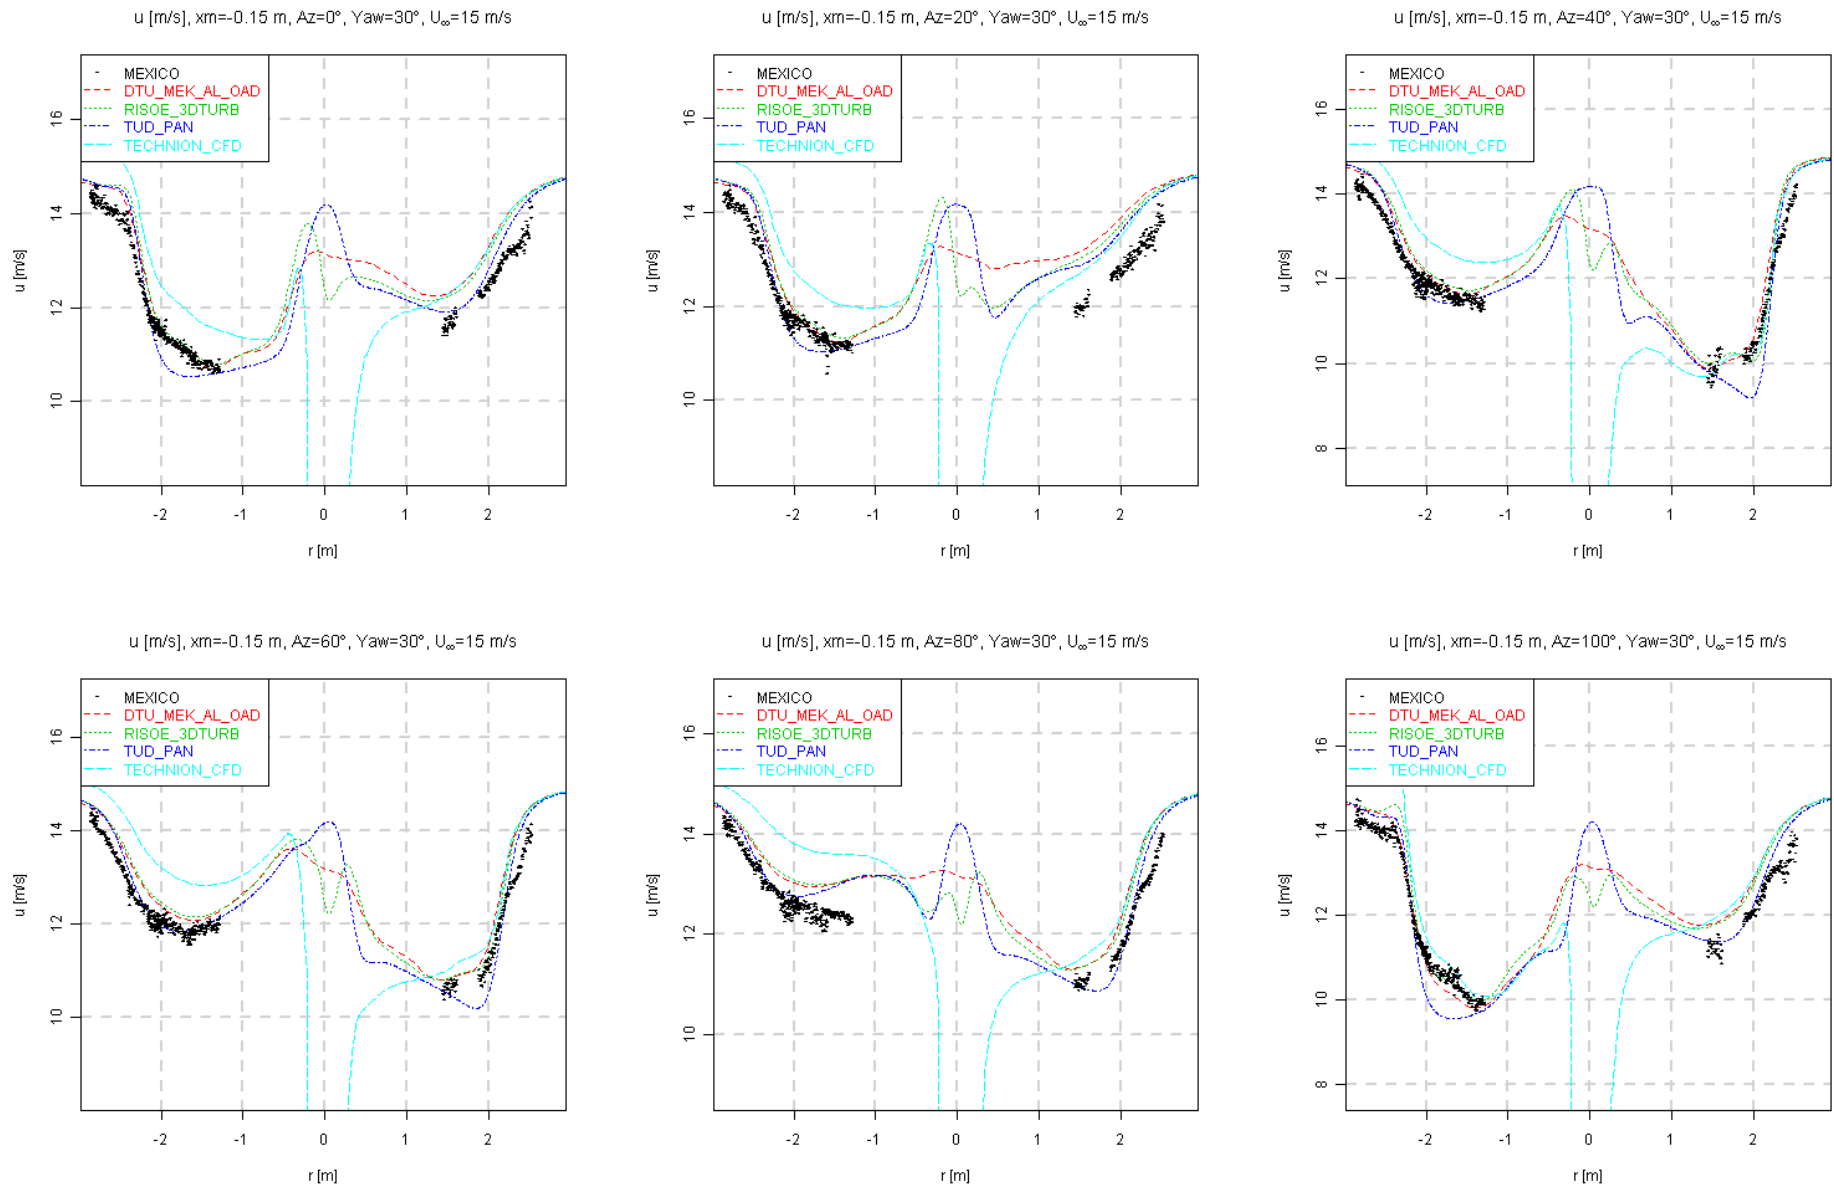 u [m/s], xm=-0.15 m, Az=0°, Yaw=30°, U∞=15 m/s
MEXICO
DTU_MEK_AL_OAD
RISOE_3DTURB
TUD_PAN
TECHNION_CFD
u [m/s]
16
14
12
10
-2 -1 0 1 2
r [m]
u [m/s], xm=-0.15 m, Az=20°, Yaw=30°, U∞=15 m/s
MEXICO
DTU_MEK_AL_OAD
RISOE_3DTURB
TUD_PAN
TECHNION_CFD
u [m/s]
16
14
12
10
-2 -1 0 1 2
r [m]
u [m/s], xm=-0.15 m, Az=40°, Yaw=30°, U∞=15 m/s
MEXICO
DTU_MEK_AL_OAD
RISOE_3DTURB
TUD_PAN
TECHNION_CFD
u [m/s]
16
14
12
10
8
-2 -1 0 1 2
r [m]
u [m/s], xm=-0.15 m, Az=60°, Yaw=30°, U∞=15 m/s
MEXICO
DTU_MEK_AL_OAD
RISOE_3DTURB
TUD_PAN
TECHNION_CFD
u [m/s]
16
14
12
10
-2 -1 0 1 2
r [m]
u [m/s], xm=-0.15 m, Az=80°, Yaw=30°, U∞=15 m/s
MEXICO
DTU_MEK_AL_OAD
RISOE_3DTURB
TUD_PAN
TECHNION_CFD
u [m/s]
16
14
12
10
-2 -1 0 1 2
r [m]
u [m/s], xm=-0.15 m, Az=100°, Yaw=30°, U∞=15 m/s
MEXICO
DTU_MEK_AL_OAD
RISOE_3DTURB
TUD_PAN
TECHNION_CFD
u [m/s]
16
14
12
10
8
-2 -1 0 1 2
r [m]